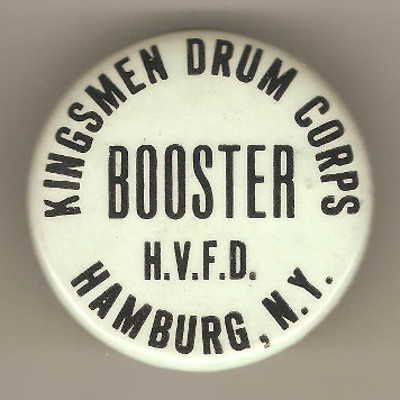 KINGSMEN DRUM CORPS
BOOSTER
H.V.F.D.
HAMBURG, N.Y.